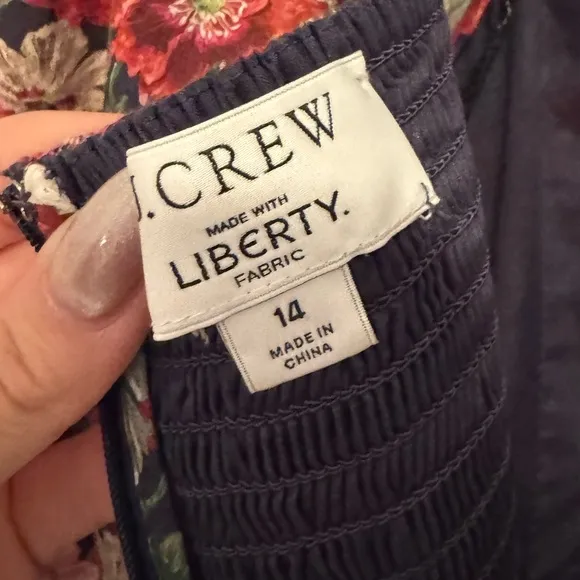 J.CREW
MADE WITH
LIBERTY.
FABRIC
14
MADE IN
CHINA